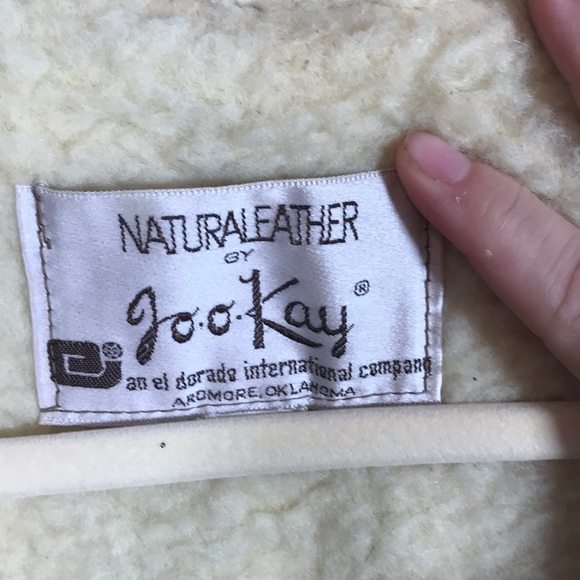 NATURALEATHER
BY
Jo.O.Kay®
an el dorado international company
ARDMORE, OKLAHOMA